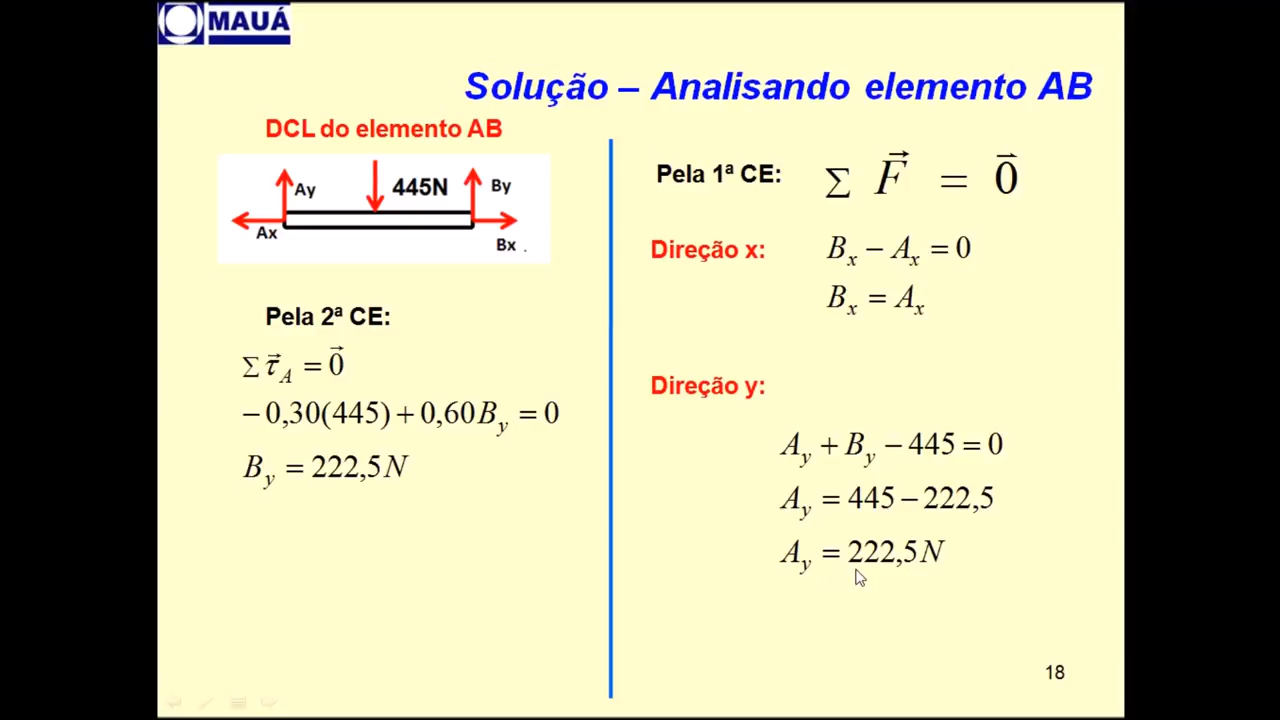 MAUÁ
Solução – Analisando elemento AB
DCL do elemento AB
Ay
445N
By
Ax
Bx .
Pela 2ª CE:
∑ τ⃗_A = 0⃗
− 0,30(445) + 0,60B_y = 0
B_y = 222,5N
Pela 1ª CE: ∑ F⃗ = 0⃗
Direção x: B_x − A_x = 0
B_x = A_x
Direção y:
A_y + B_y − 445 = 0
A_y = 445 − 222,5
A_y = 222,5N
18